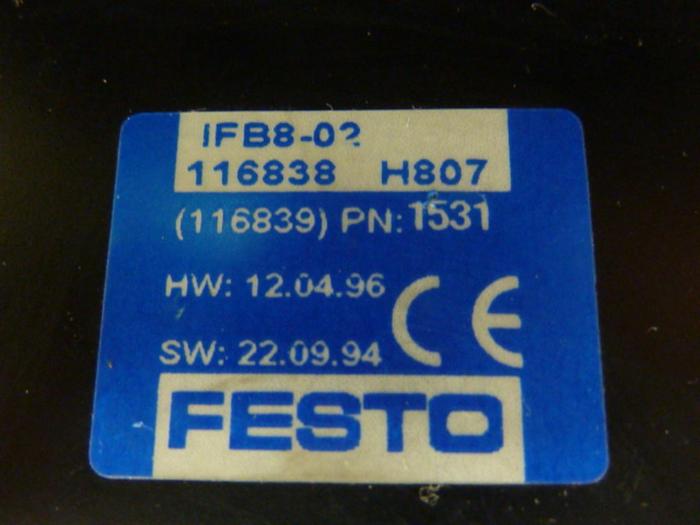 IFB8-02
116838 H807
(116839) PN: 1531
HW: 12.04.96
CE
SW: 22.09.94
FESTO